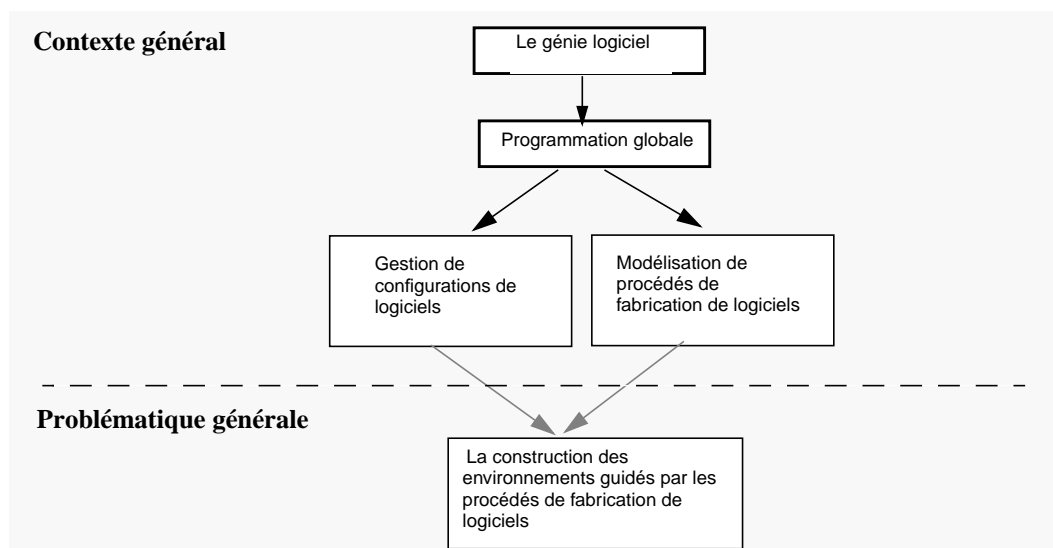 Contexte général
Le génie logiciel
Programmation globale
Gestion de
configurations de
logiciels
Modélisation de
procédés de
fabrication de logiciels
Problématique générale
La construction des
environnements guidés par les
procédés de fabrication de
logiciels